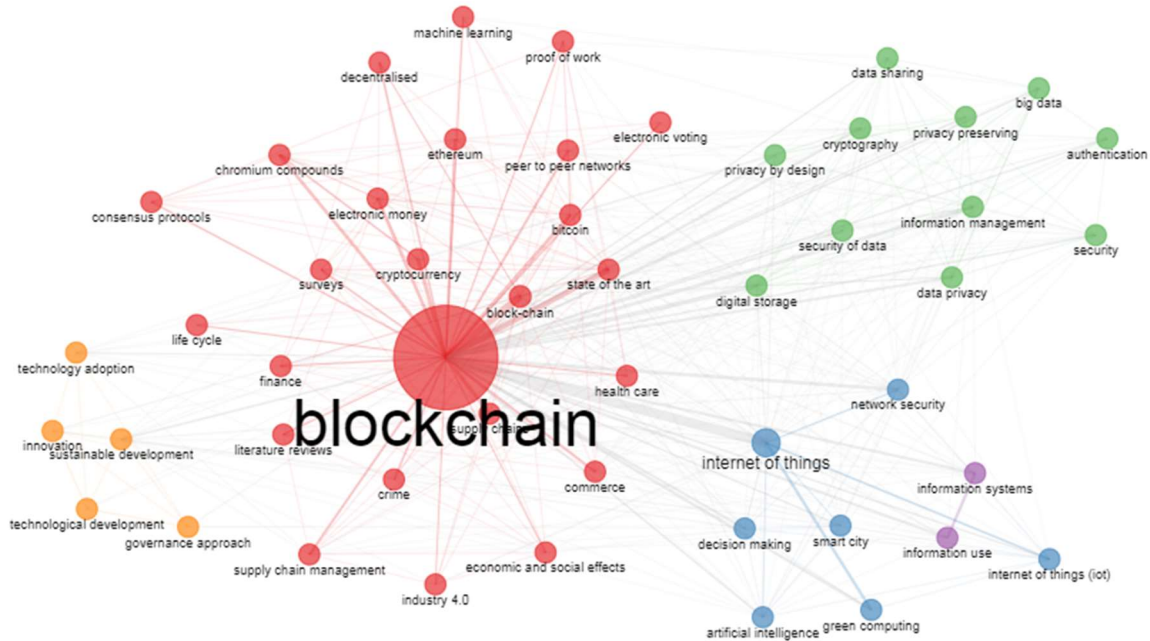 machine learning
proof of work
decentralised
data sharing
big data
electronic voting
cryptography
privacy preserving
ethereum
peer to peer networks
authentication
chromium compounds
privacy by design
consensus protocols
electronic money
bitcoin
information management
security of data
security
surveys
cryptocurrency
state of the art
digital storage
data privacy
block-chain
life cycle
technology adoption
finance
health care
network security
blockchain
supply chains
innovation
sustainable development
literature reviews
internet of things
crime
commerce
information systems
technological development
governance approach
decision making
smart city
information use
supply chain management
economic and social effects
internet of things (iot)
industry 4.0
artificial intelligence
green computing